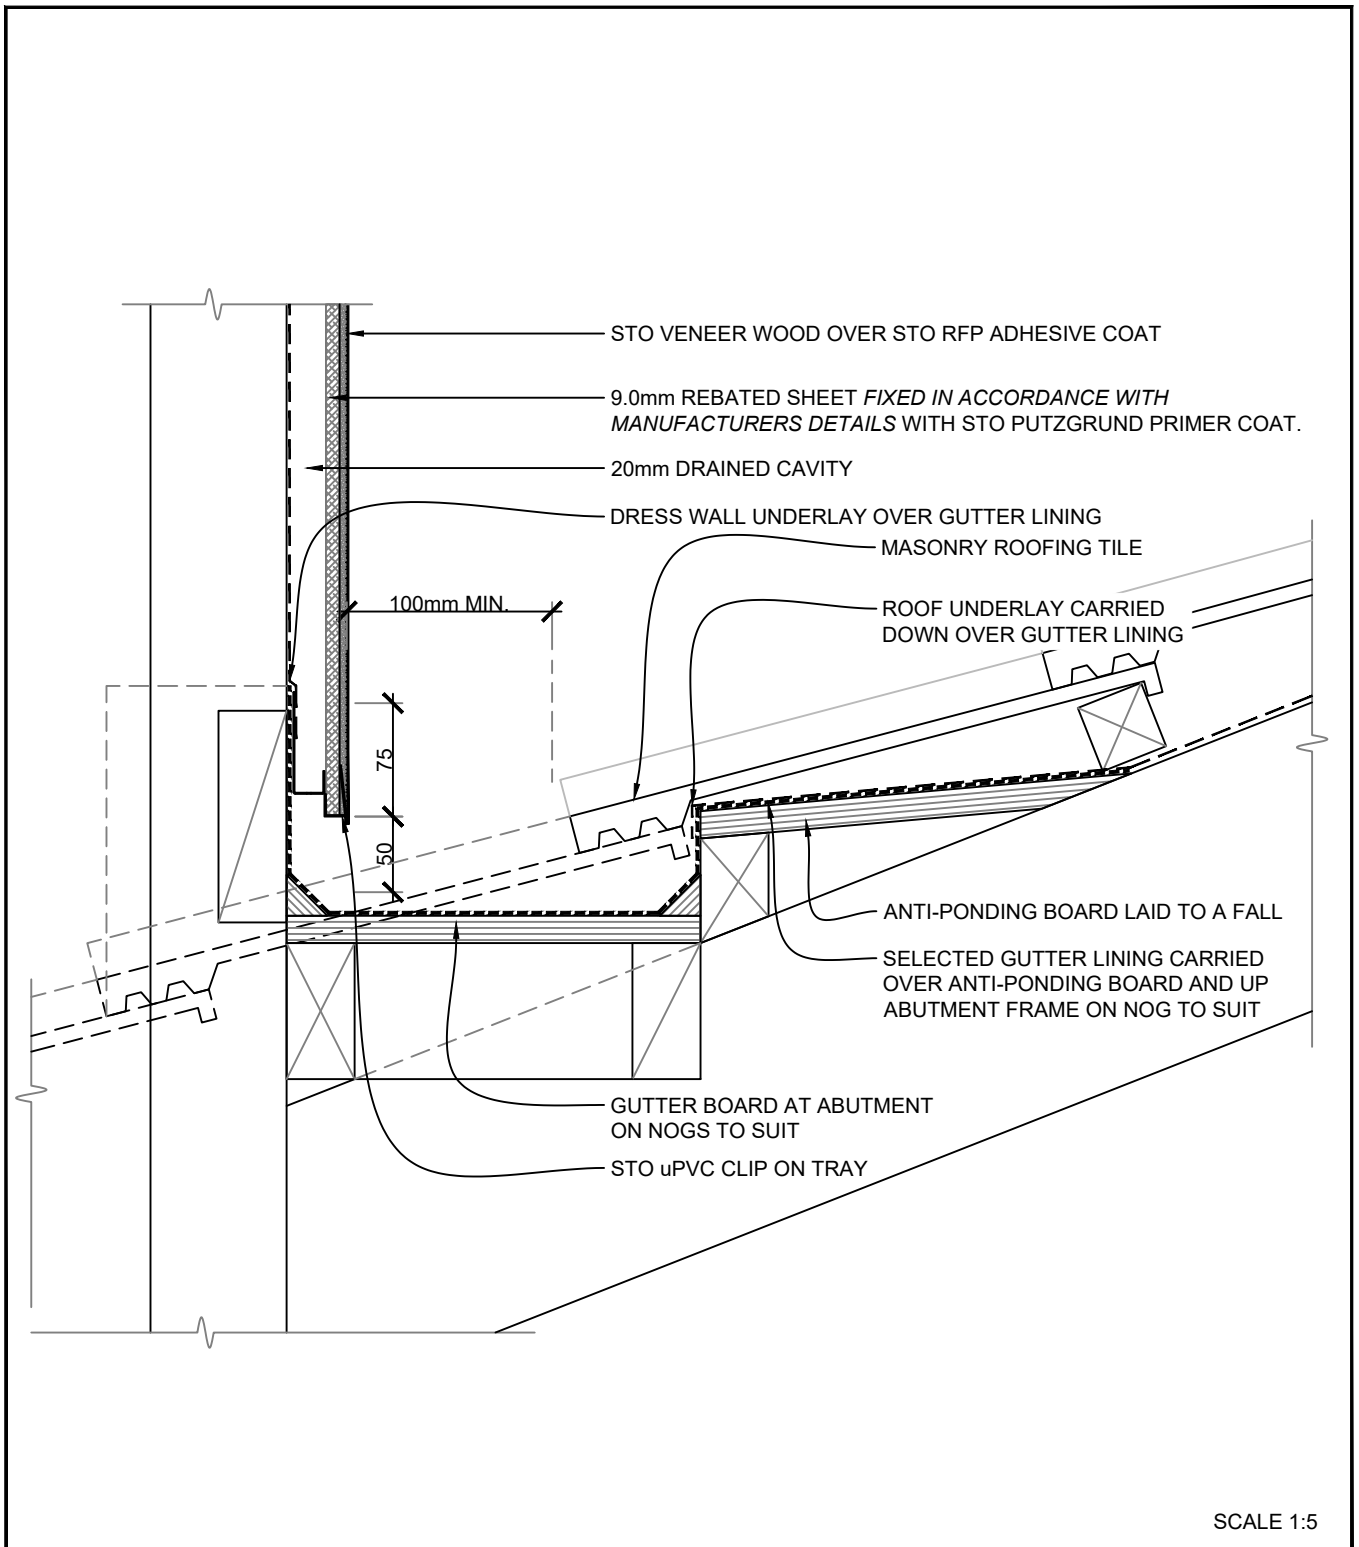 STO VENEER WOOD OVER STO RFP ADHESIVE COAT
9.0mm REBATED SHEET FIXED IN ACCORDANCE WITH
MANUFACTURERS DETAILS WITH STO PUTZGRUND PRIMER COAT.
20mm DRAINED CAVITY
DRESS WALL UNDERLAY OVER GUTTER LINING
MASONRY ROOFING TILE
100mm MIN.
ROOF UNDERLAY CARRIED
DOWN OVER GUTTER LINING
75
50
ANTI-PONDING BOARD LAID TO A FALL
SELECTED GUTTER LINING CARRIED
OVER ANTI-PONDING BOARD AND UP
ABUTMENT FRAME ON NOG TO SUIT
GUTTER BOARD AT ABUTMENT
ON NOGS TO SUIT
STO uPVC CLIP ON TRAY
SCALE 1:5